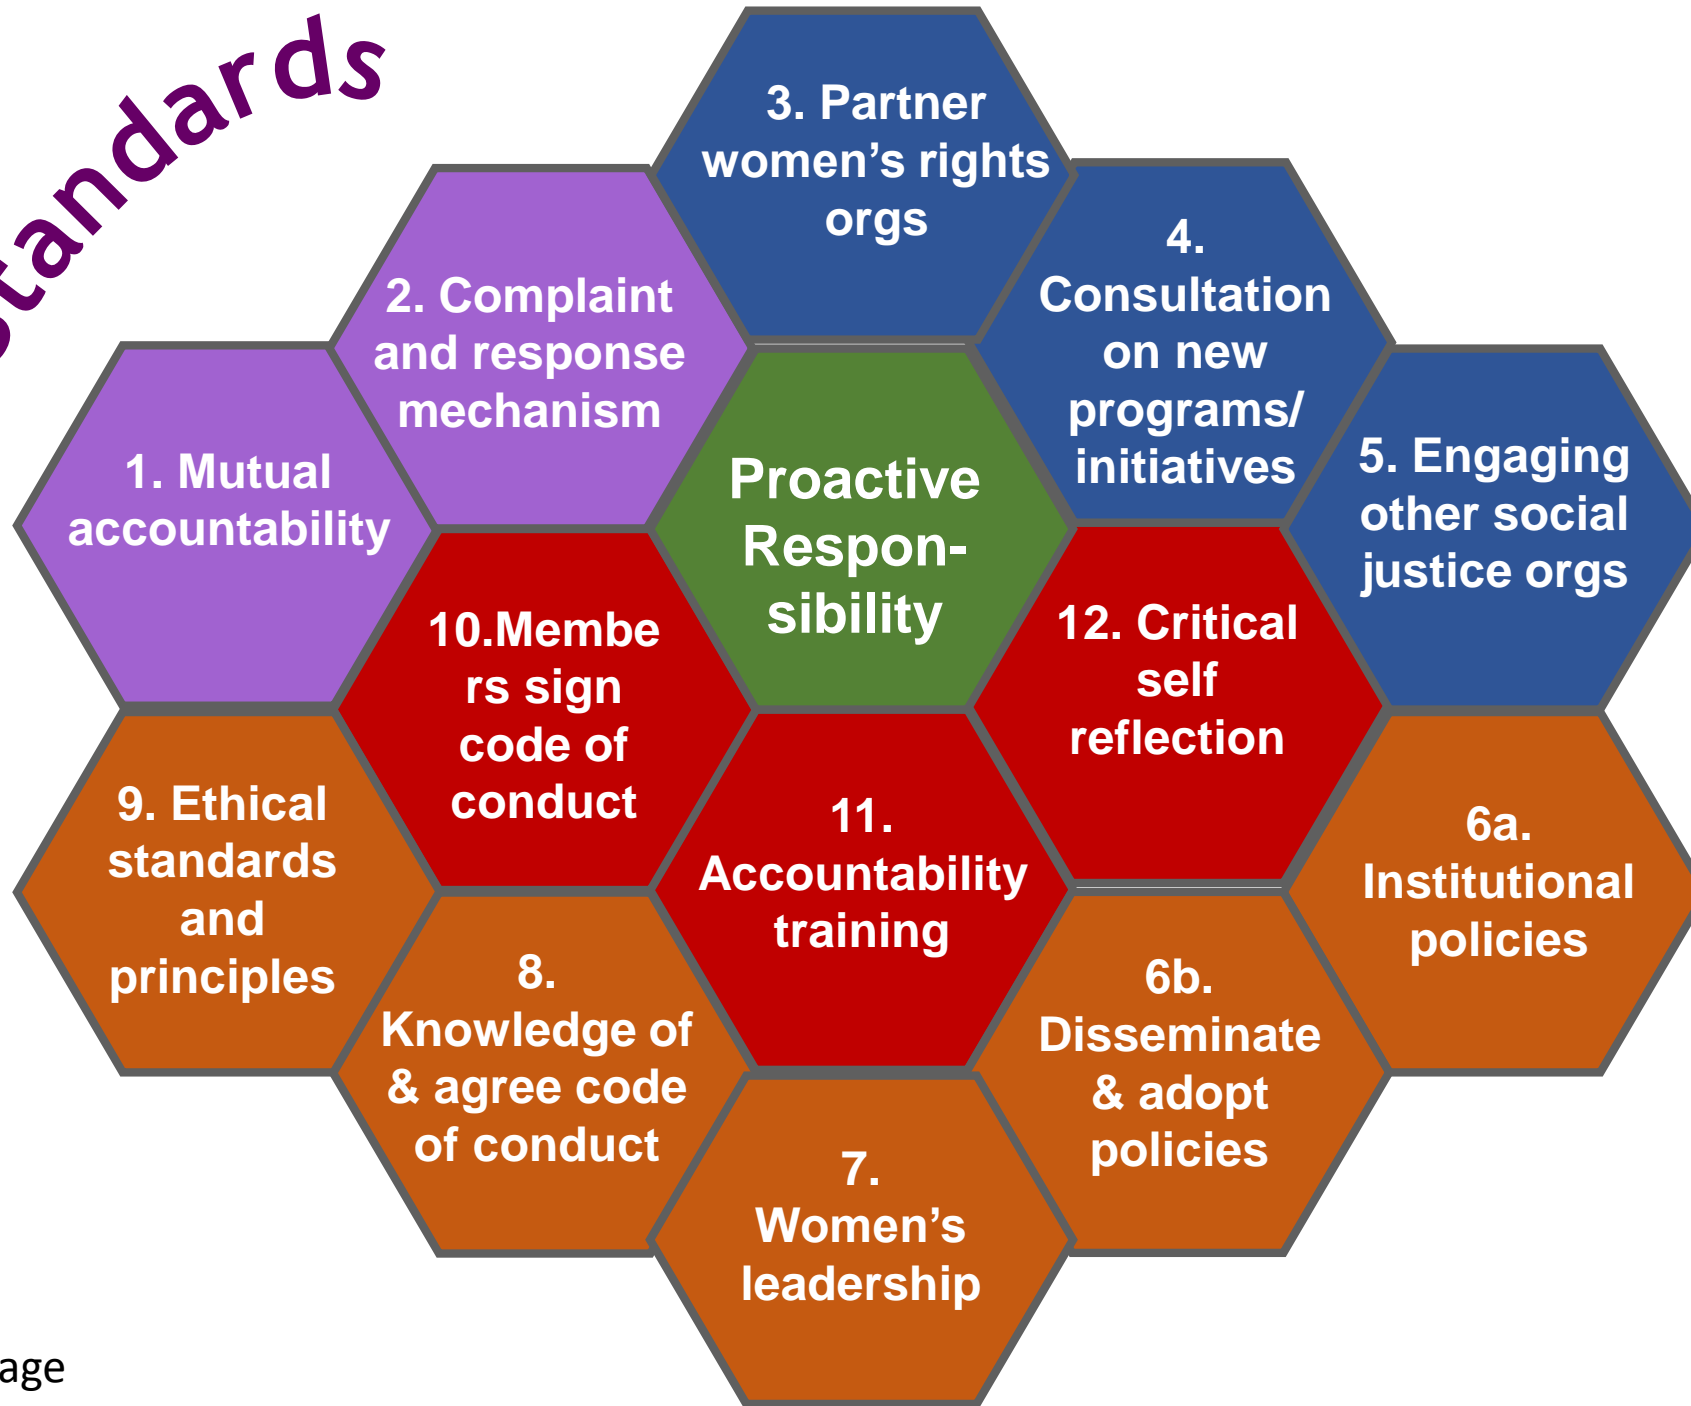 standards
3. Partner
women's rights
orgs
2. Complaint
and response
mechanism
4.
Consultation
on new
programs/
initiatives
1. Mutual
accountability
Proactive
Respon-
sibility
5. Engaging
other social
justice orgs
10.Membe
rs sign
code of
conduct
12. Critical
self
reflection
9. Ethical
standards
and
principles
11.
Accountability
training
6a.
Institutional
policies
8.
Knowledge of
& agree code
of conduct
6b.
Disseminate
& adopt
policies
7.
Women's
leadership
age